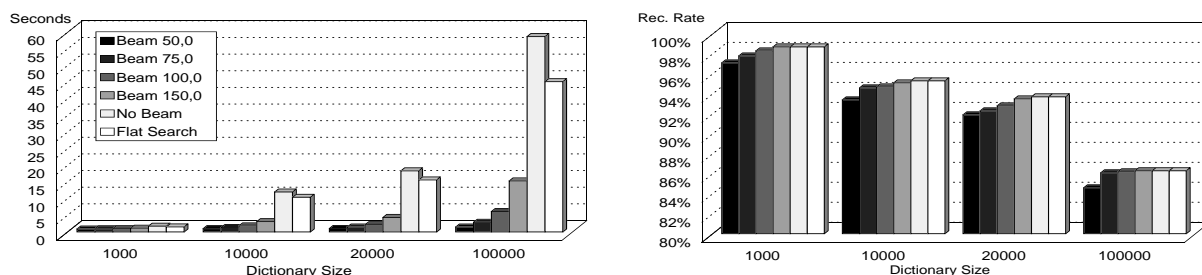 Seconds
60
55
50
45
40
35
30
25
20
15
10
5
0
Beam 50,0
Beam 75,0
Beam 100,0
Beam 150,0
No Beam
Flat Search
1000 10000 20000 100000
Dictionary Size
Rec. Rate
100%
98%
96%
94%
92%
90%
88%
86%
84%
82%
80%
1000 10000 20000 100000
Dictionary Size